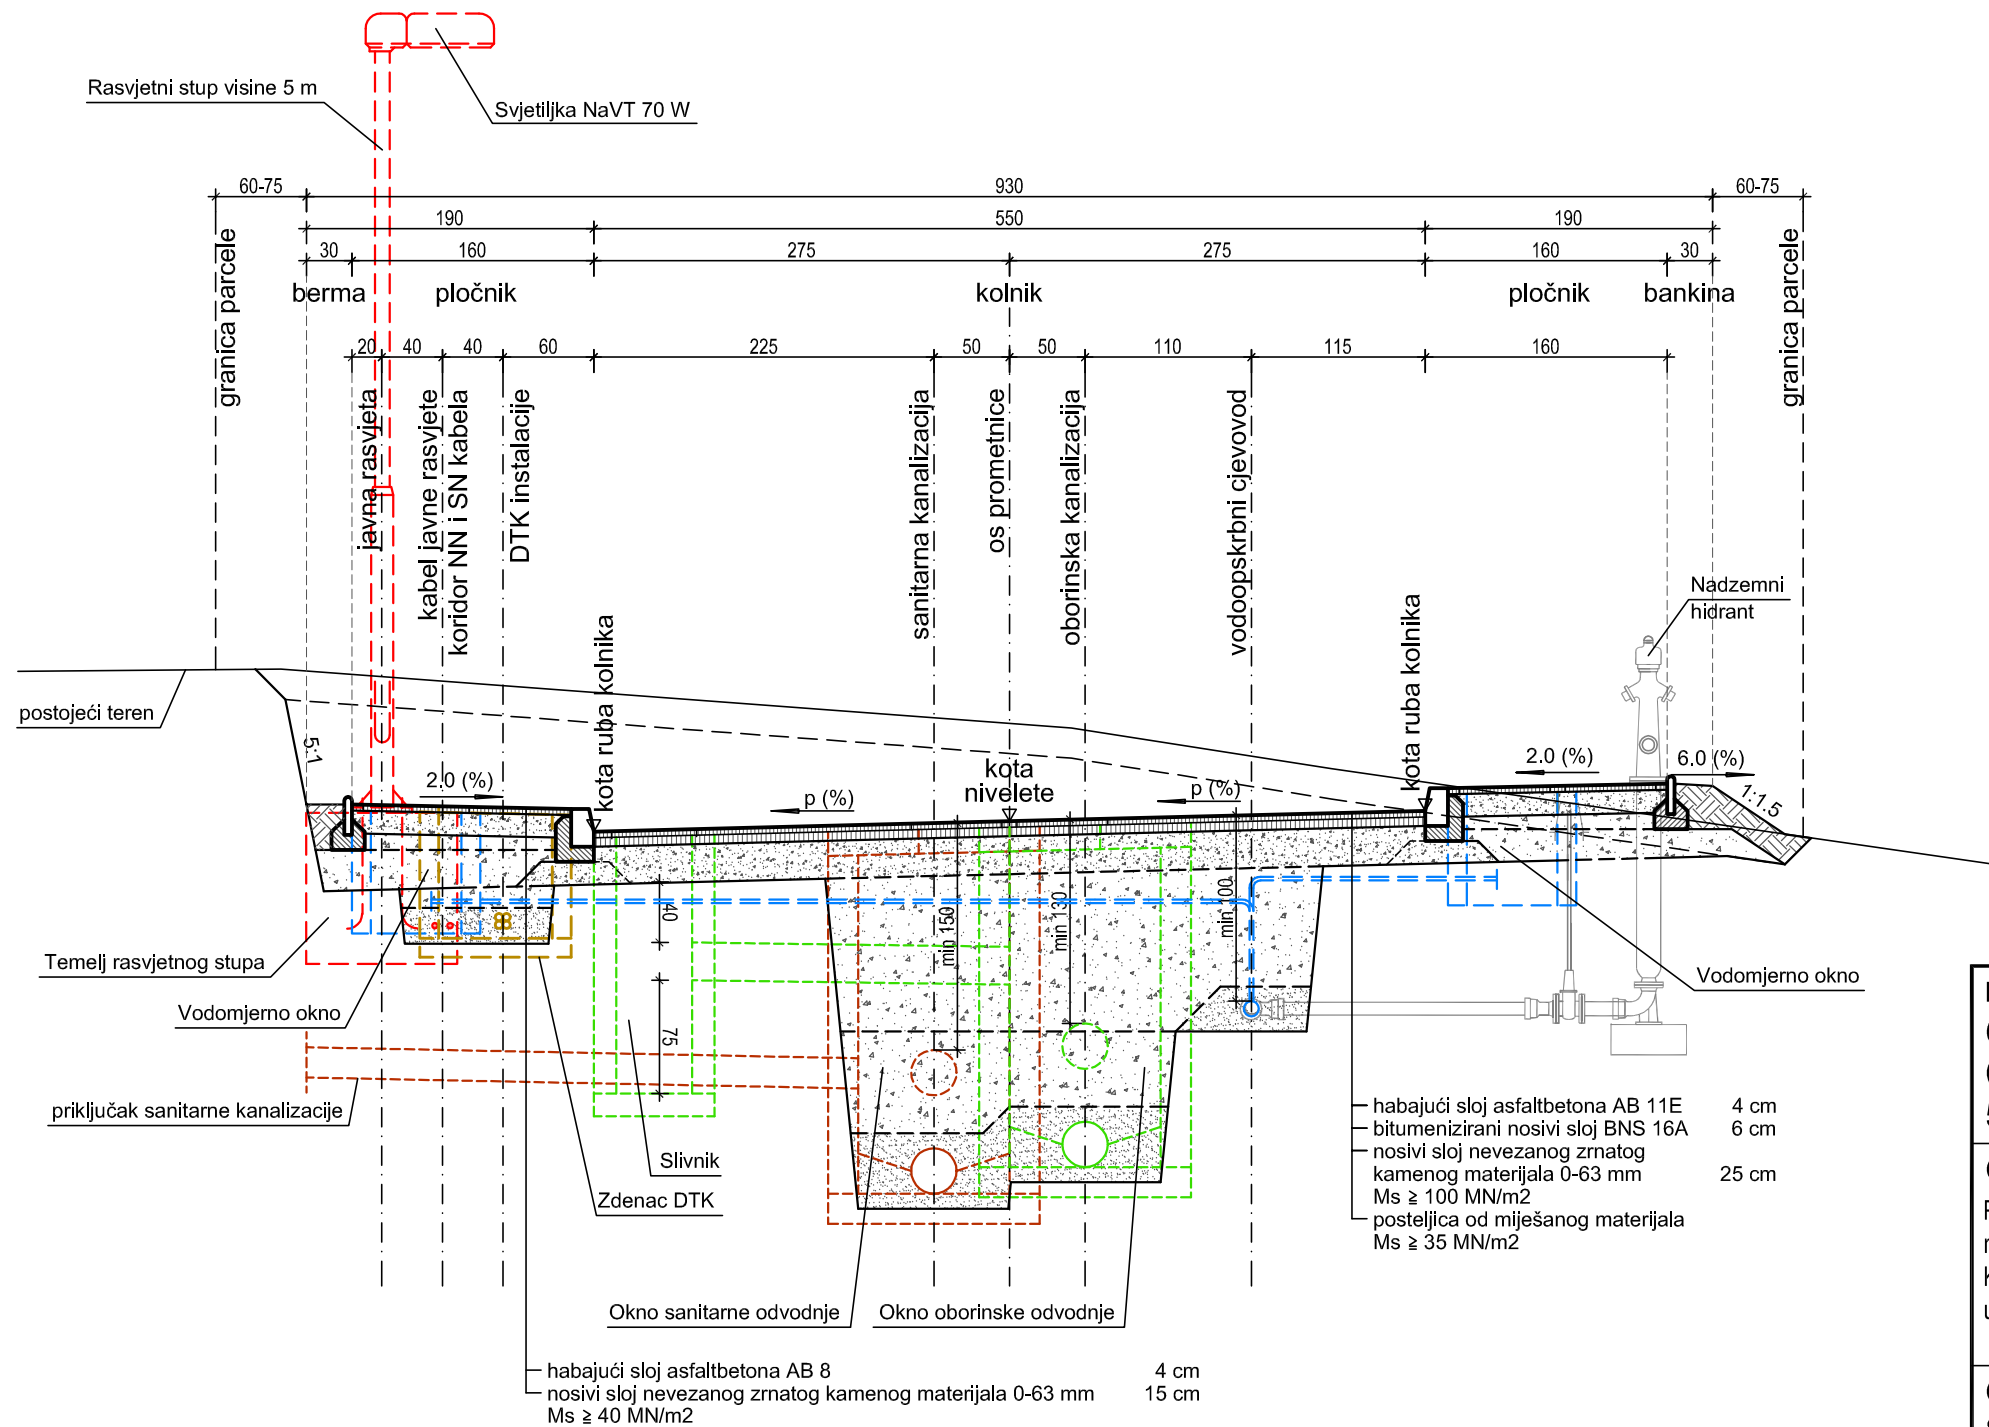 Rasvjetni stup visine 5 m
Svjetiljka NaVT 70 W
60-75
930
60-75
190
550
190
30
160
275
275
160
30
berma
pločnik
kolnik
pločnik
bankina
granica parcele
granica parcele
20
40
40
60
225
50
50
110
115
160
javna rasvjeta
kabel javne rasvjete
koridor NN i SN kabela
DTK instalacije
sanitarna kanalizacija
os prometnice
oborinska kanalizacija
vodoopskrbni cjevovod
kota ruba kolnika
kota ruba kolnika
Nadzemni
hidrant
postojeći teren
5:1
2.0 (%)
p (%)
kota
nivelete
p (%)
2.0 (%)
6.0 (%)
1:1.5
40
75
min 150
min 130
min 100
Temelj rasvjetnog stupa
Vodomjerno okno
Vodomjerno okno
priključak sanitarne kanalizacije
Slivnik
Zdenac DTK
habajući sloj asfaltbetona AB 11E 4 cm
bitumenizirani nosivi sloj BNS 16A 6 cm
nosivi sloj nevezanog zrnatog
kamenog materijala 0-63 mm 25 cm
Ms ≥ 100 MN/m2
posteljica od miješanog materijala
Ms ≥ 35 MN/m2
Okno sanitarne odvodnje
Okno oborinske odvodnje
habajući sloj asfaltbetona AB 8 4 cm
nosivi sloj nevezanog zrnatog kamenog materijala 0-63 mm 15 cm
Ms ≥ 40 MN/m2